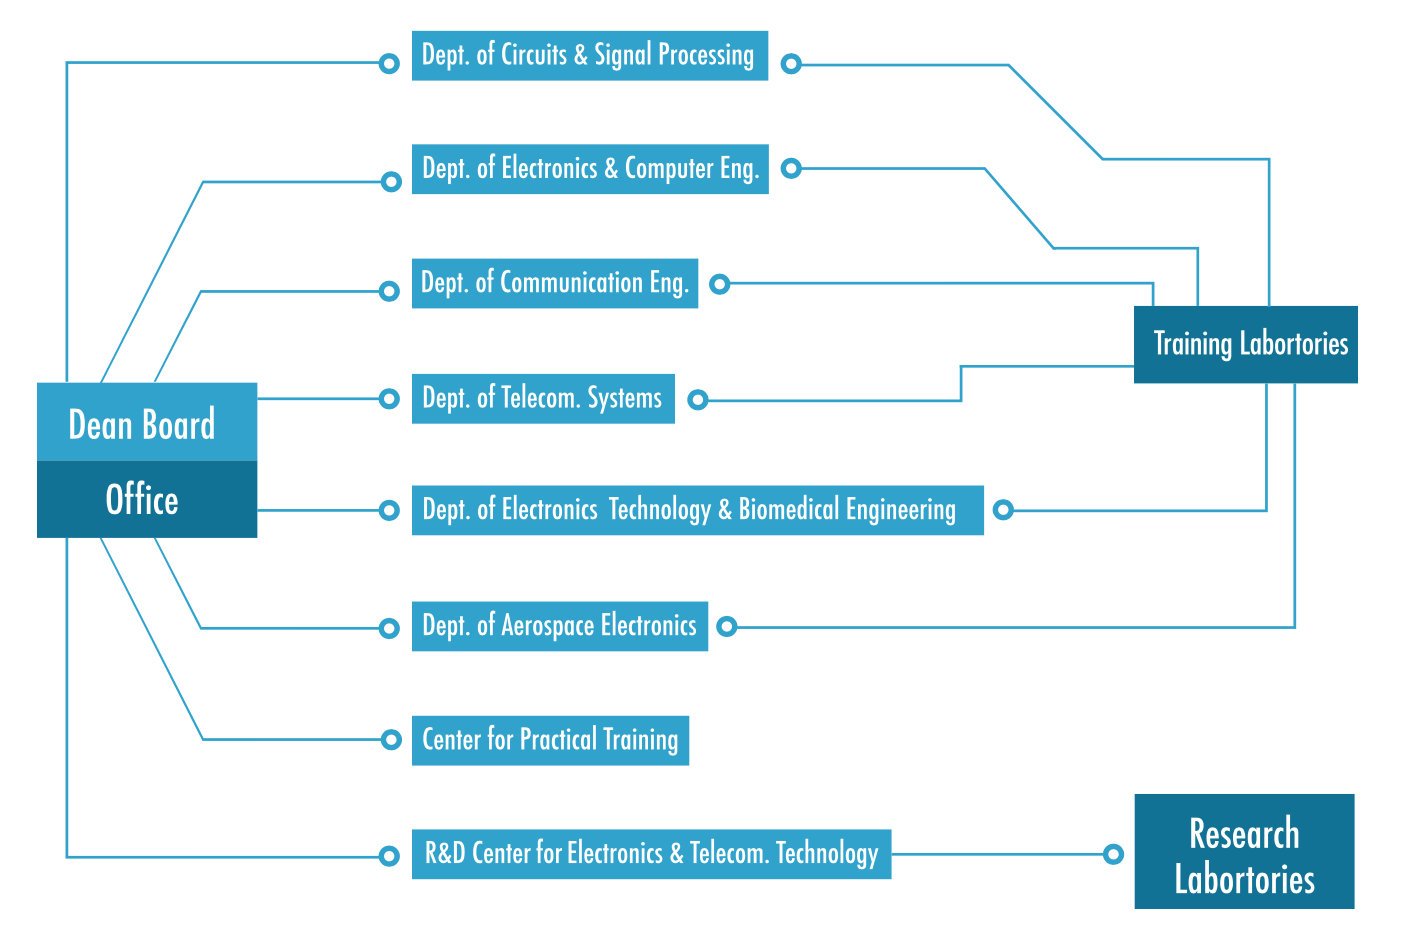 Dept. of Circuits & Signal Processing
Dept. of Electronics & Computer Eng.
Dept. of Communication Eng.
Training Labortories
Dept. of Telecom. Systems
Dean Board
Office
Dept. of Electronics Technology & Biomedical Engineering
Dept. of Aerospace Electronics
Center for Practical Training
R&D Center for Electronics & Telecom. Technology
Research
Labortories